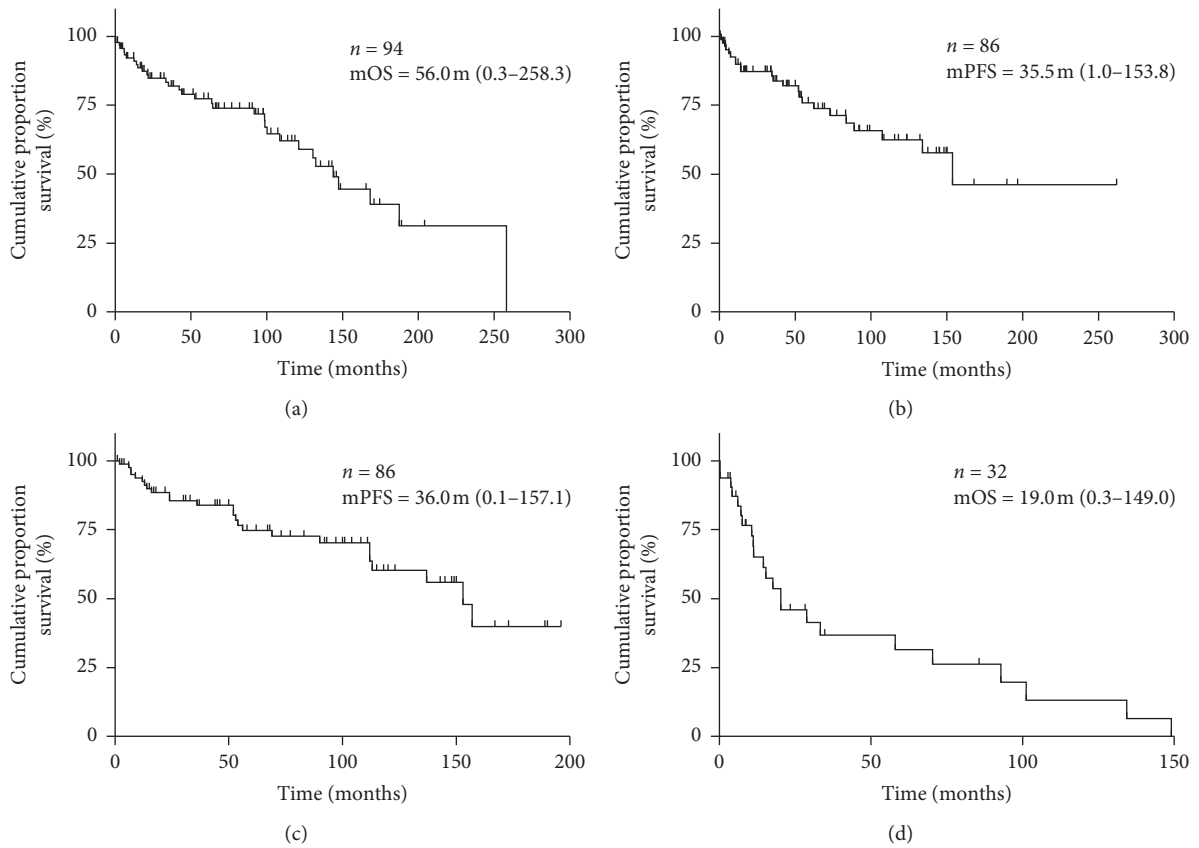 100
75
50
25
0
Cumulative proportion
survival (%)
n = 94
mOS = 56.0 m (0.3–258.3)
0 50 100 150 200 250 300
Time (months)
(a)
100
75
50
25
0
Cumulative proportion
survival (%)
n = 86
mPFS = 35.5 m (1.0–153.8)
0 50 100 150 200 250 300
Time (months)
(b)
100
75
50
25
0
Cumulative proportion
survival (%)
n = 86
mPFS = 36.0 m (0.1–157.1)
0 50 100 150 200
Time (months)
(c)
100
75
50
25
0
Cumulative proportion
survival (%)
n = 32
mOS = 19.0 m (0.3–149.0)
0 50 100 150
Time (months)
(d)